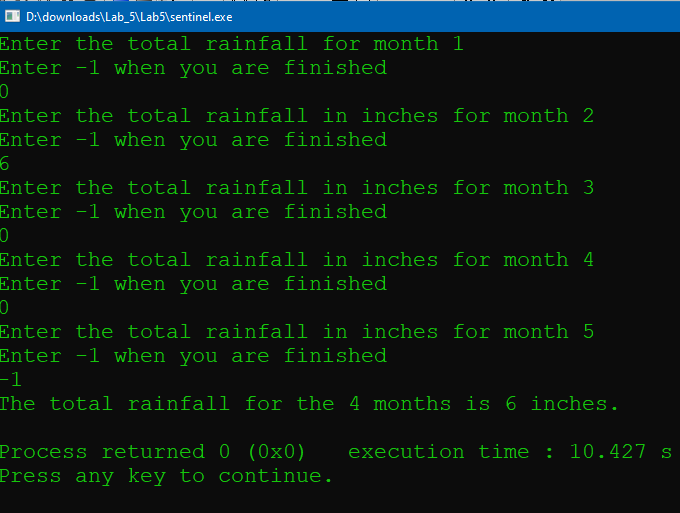 D:\downloads\Lab_5\Lab5\sentinel.exe
Enter the total rainfall for month 1
Enter -1 when you are finished
0
Enter the total rainfall in inches for month 2
Enter -1 when you are finished
6
Enter the total rainfall in inches for month 3
Enter -1 when you are finished
0
Enter the total rainfall in inches for month 4
Enter -1 when you are finished
0
Enter the total rainfall in inches for month 5
Enter -1 when you are finished
-1
The total rainfall for the 4 months is 6 inches.
Process returned 0 (0x0)   execution time : 10.427 s
Press any key to continue.